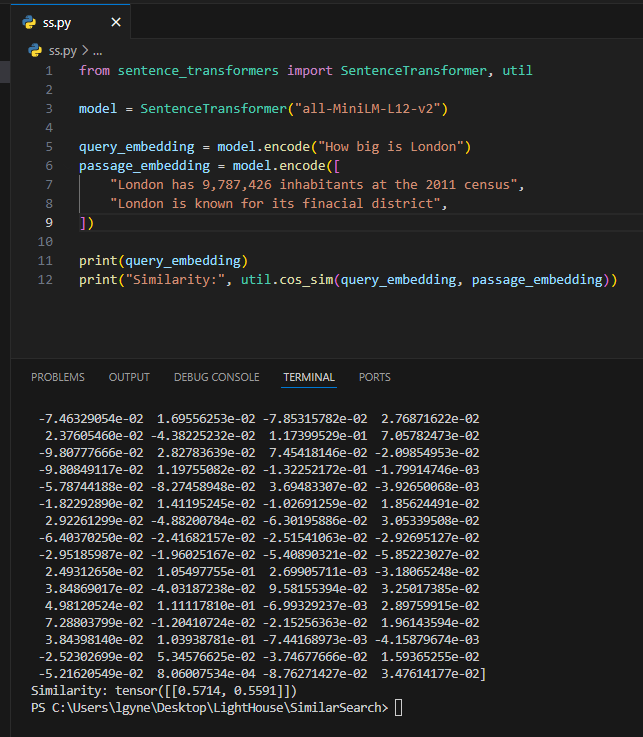 ss.py
ss.py > ...
1 from sentence_transformers import SentenceTransformer, util
2
3 model = SentenceTransformer("all-MiniLM-L12-v2")
4
5 query_embedding = model.encode("How big is London")
6 passage_embedding = model.encode([
7 "London has 9,787,426 inhabitants at the 2011 census",
8 "London is known for its finacial district",
9 ])
10
11 print(query_embedding)
12 print("Similarity:", util.cos_sim(query_embedding, passage_embedding))
PROBLEMS OUTPUT DEBUG CONSOLE TERMINAL PORTS
-7.46329054e-02 1.69556253e-02 -7.85315782e-02 2.76871622e-02
2.37605460e-02 -4.38225232e-02 1.17399529e-01 7.05782473e-02
-9.80777666e-02 2.82783639e-02 7.45418146e-02 -2.09854953e-02
-9.80849117e-02 1.19755082e-02 -1.32252172e-01 -1.79914746e-03
-5.78744188e-02 -8.27458948e-02 3.69483307e-02 -3.92650068e-03
-1.82292890e-02 1.41195245e-02 -1.02691259e-02 1.85624491e-02
2.92261299e-02 -4.88200784e-02 -6.30195886e-02 3.05339508e-02
-6.40370250e-02 -2.41682157e-02 -2.51541063e-02 -2.92695127e-02
-2.95185987e-02 -1.96025167e-02 -5.40890321e-02 -5.85223027e-02
2.49312650e-02 1.05497755e-01 2.69905711e-03 -3.18065248e-02
3.84869017e-02 -4.03187238e-02 9.58155394e-02 3.25017385e-02
4.98120524e-02 1.11117810e-01 -6.99329237e-03 2.89759915e-02
7.28803799e-02 -1.20410724e-02 -2.15256363e-02 1.96143594e-02
3.84398140e-02 1.03938781e-01 -7.44168973e-04 -4.15879674e-03
-2.52302699e-02 5.34574625e-02 -3.74677666e-02 1.59365255e-02
-5.21620549e-02 8.06007534e-04 -8.76271427e-02 3.47614177e-02]
Similarity: tensor([[0.5714, 0.5591]])
PS C:\Users\lgyne\Desktop\LightHouse\SimilarSearch>